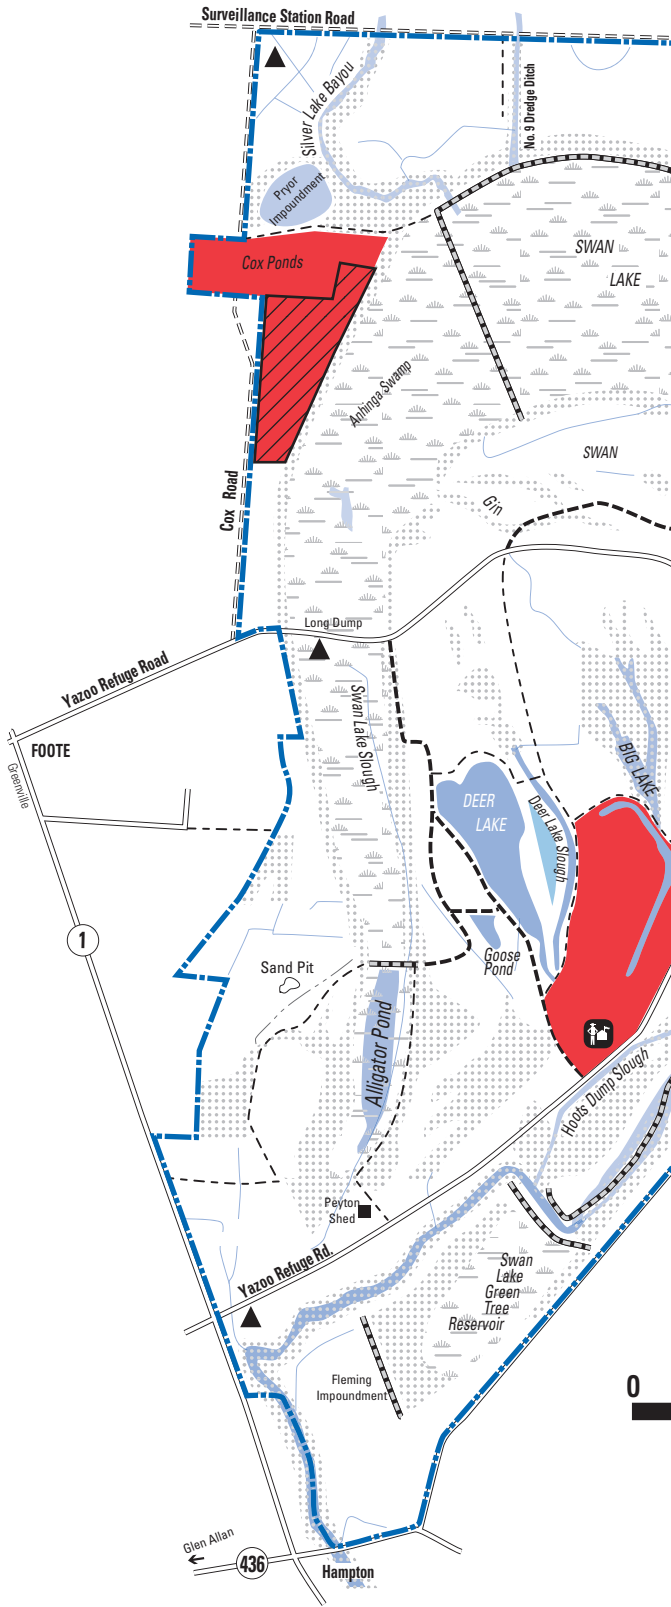 Surveillance Station Road
Silver Lake Bayou
No. 9 Dredge Ditch
Pryor
Impoundment
Cox Ponds
SWAN
LAKE
Anhinga Swamp
SWAN
Cox Road
Gin
Long Dump
Yazoo Refuge Road
Swan Lake Slough
FOOTE
Greenville
BIG LAKE
DEER
LAKE
Deer Lake Slough
1
Goose
Pond
Sand Pit
Alligator Pond
Hoots Dump Slough
Peyton
Shed
Yazoo Refuge Rd.
Swan
Lake
Green
Tree
Reservoir
Fleming
Impoundment
0
Glen Allan
436
Hampton